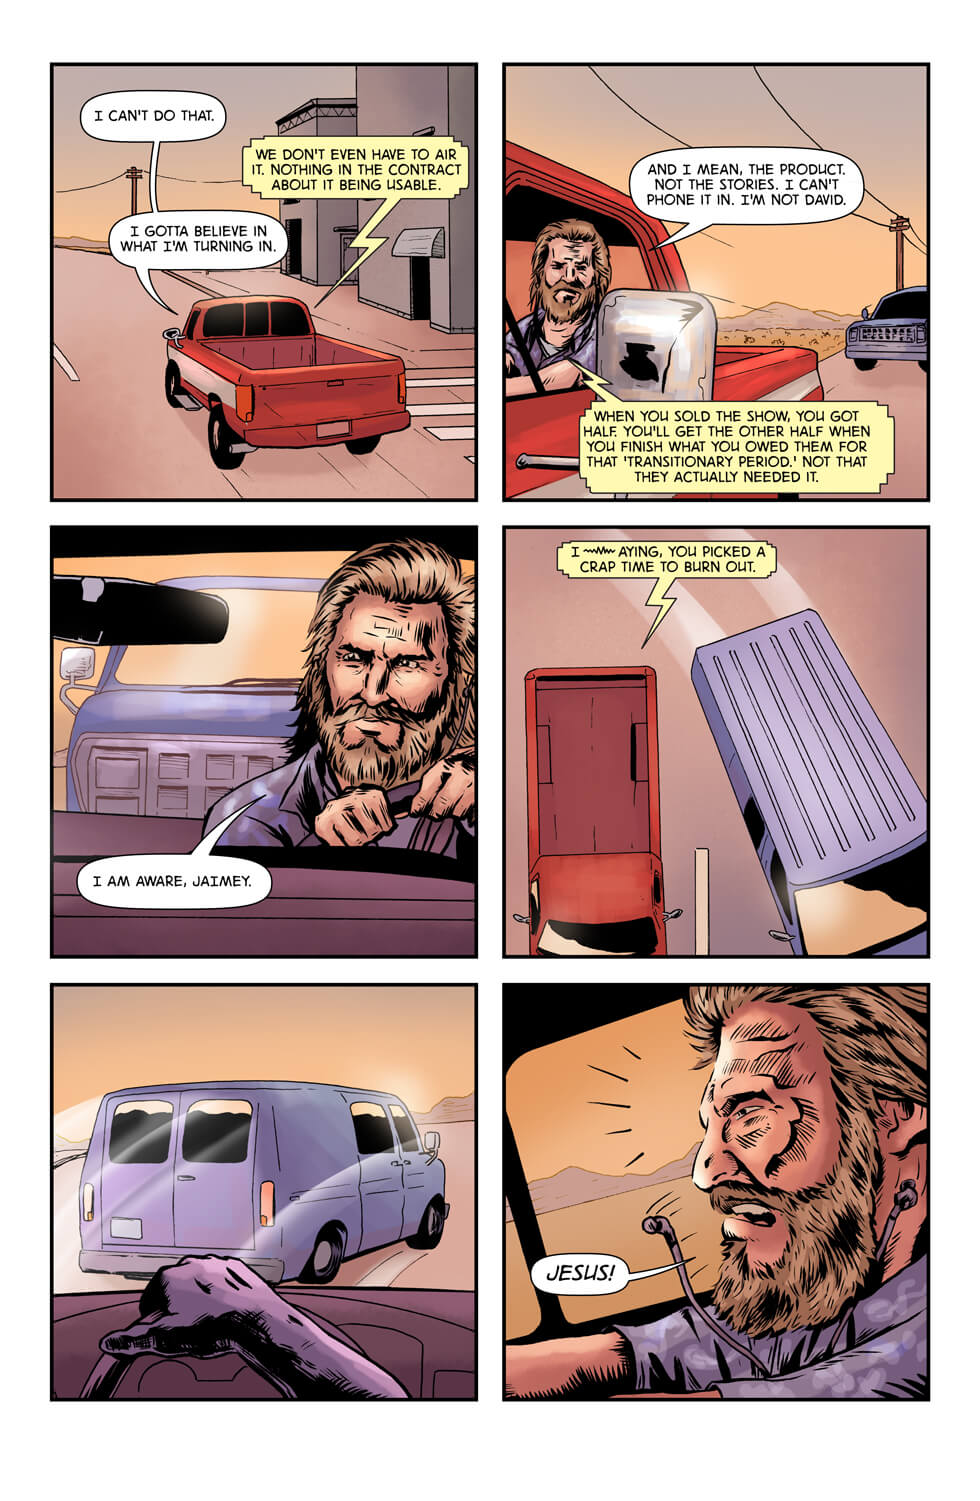 I CAN'T DO THAT.
WE DON'T EVEN HAVE TO AIR
IT. NOTHING IN THE CONTRACT
ABOUT IT BEING USABLE.
I GOTTA BELIEVE IN
WHAT I'M TURNING IN.
AND I MEAN, THE PRODUCT.
NOT THE STORIES. I CAN'T
PHONE IT IN. I'M NOT DAVID.
WHEN YOU SOLD THE SHOW, YOU GOT
HALF. YOU'LL GET THE OTHER HALF WHEN
YOU FINISH WHAT YOU OWED THEM FOR
THAT 'TRANSITIONARY PERIOD.' NOT THAT
THEY ACTUALLY NEEDED IT.
I AM AWARE, JAIMEY.
I AYING, YOU PICKED A
CRAP TIME TO BURN OUT.
JESUS!